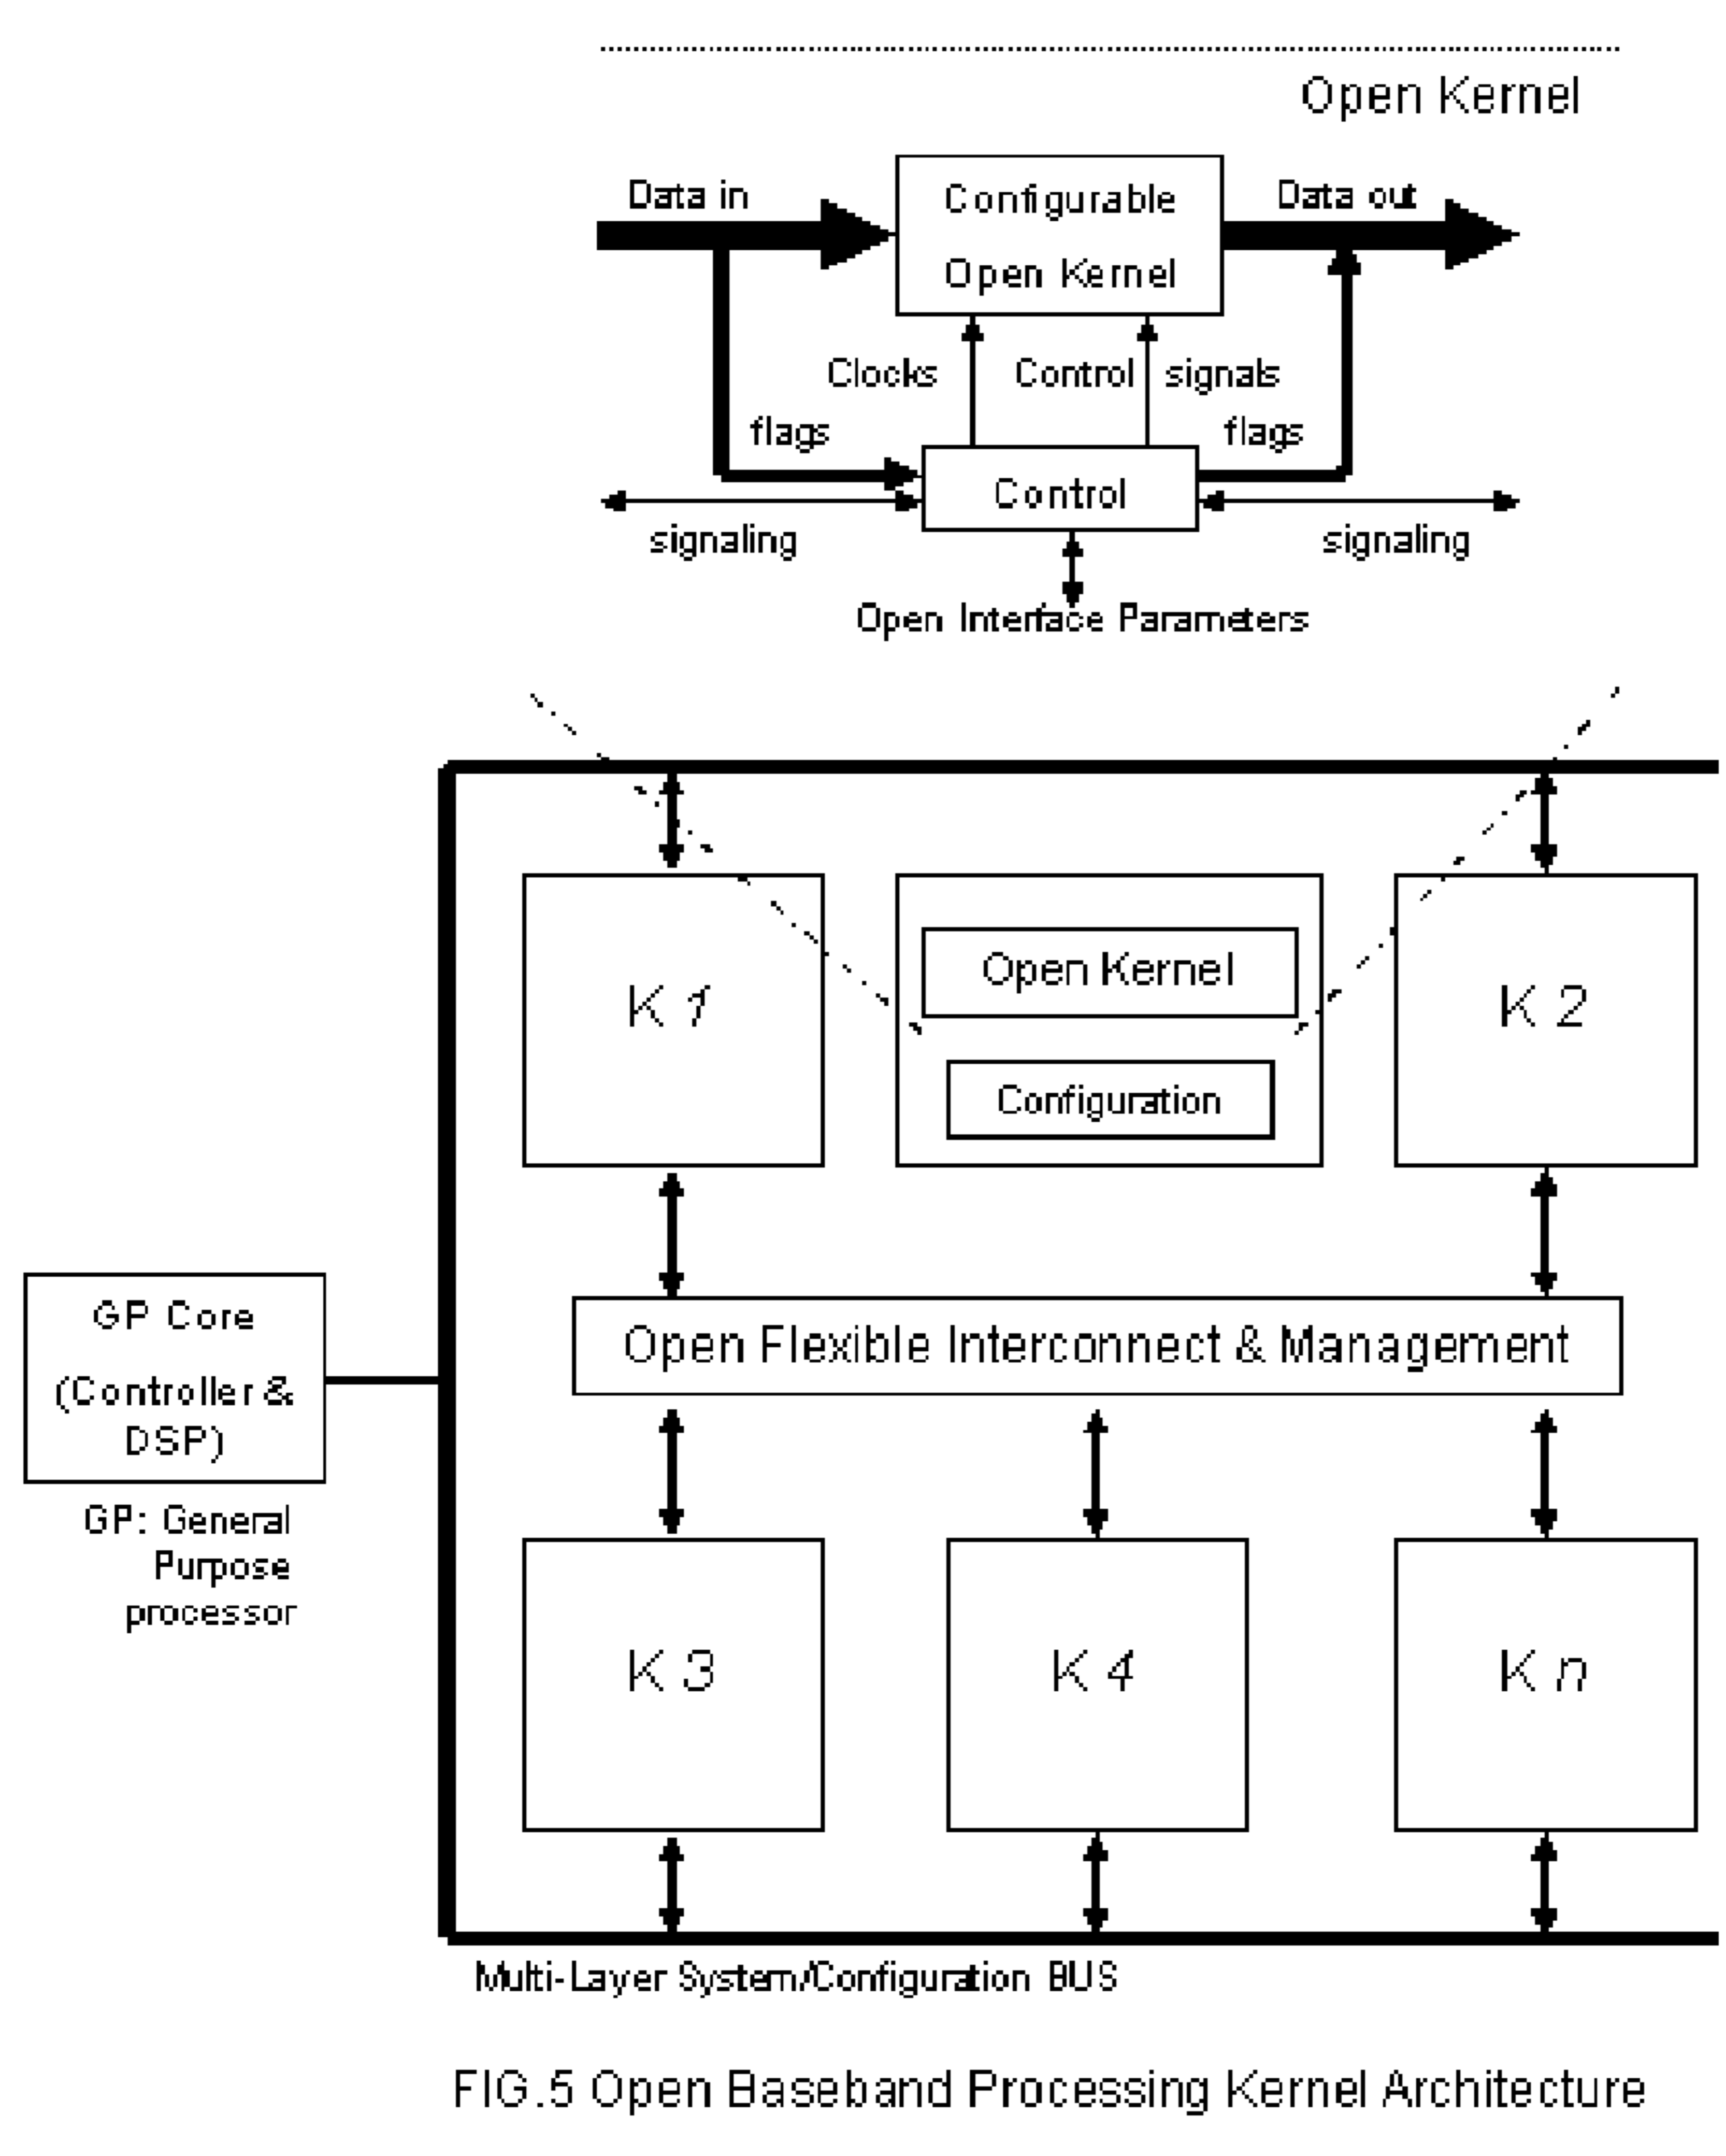 Open Kernel
Data in
Configurable
Open Kernel
Data out
Clocks
Control signals
flags
flags
Control
signaling
signaling
Open Interface Parameters
K 1
Open Kernel
Configuration
K 2
GP Core
(Controller &
DSP)
GP: General
Purpose
processor
Open Flexible Interconnect & Management
K 3
K 4
K n
Multi-Layer System/Configuration BUS
FIG.5 Open Baseband Processing Kernel Architecture